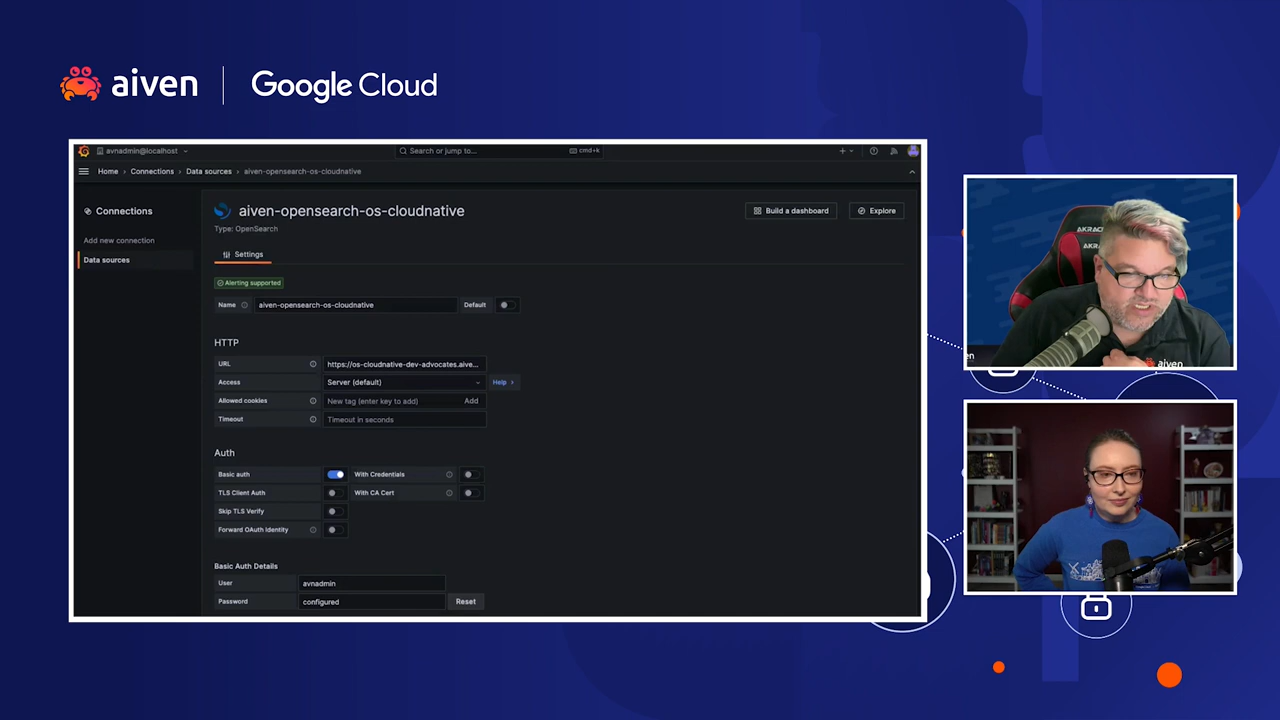 aiven | Google Cloud
avnadmin@localhost
Search or jump to...
cmd+k
Home › Connections › Data sources › aiven-opensearch-os-cloudnative
Connections
Add new connection
Data sources
aiven-opensearch-os-cloudnative
Type: OpenSearch
Build a dashboard
Explore
Settings
Alerting supported
Name aiven-opensearch-os-cloudnative Default
HTTP
URL https://os-cloudnative-dev-advocates.aive...
Access Server (default) Help ›
Allowed cookies New tag (enter key to add) Add
Timeout Timeout in seconds
Auth
Basic auth With Credentials
TLS Client Auth With CA Cert
Skip TLS Verify
Forward OAuth Identity
Basic Auth Details
User avnadmin
Password configured Reset
AKRAC
AKRA
aiven
en